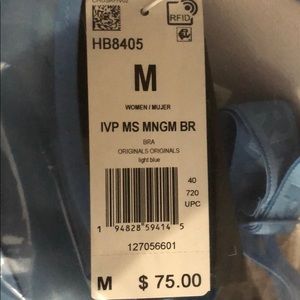 RFID
HB8405
M
WOMEN / MUJER
IVP MS MNGM BR
BRA
ORIGINALS ORIGINALS
light blue
40
720
UPC
1 94828 59414 5
127056601
M $ 75.00